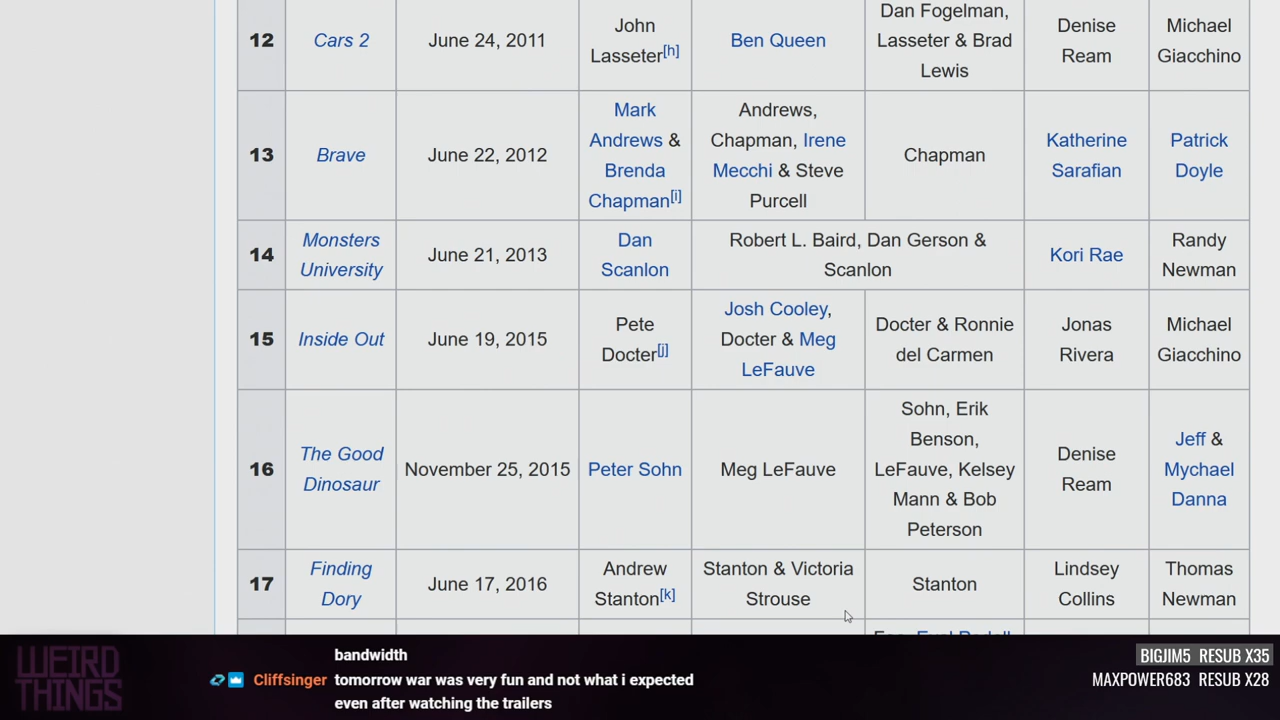 12
Cars 2
June 24, 2011
John
Lasseter[h]
Ben Queen
Dan Fogelman,
Lasseter & Brad
Lewis
Denise
Ream
Michael
Giacchino
13
Brave
June 22, 2012
Mark
Andrews &
Brenda
Chapman[i]
Andrews,
Chapman, Irene
Mecchi & Steve
Purcell
Chapman
Katherine
Sarafian
Patrick
Doyle
14
Monsters
University
June 21, 2013
Dan
Scanlon
Robert L. Baird, Dan Gerson &
Scanlon
Kori Rae
Randy
Newman
15
Inside Out
June 19, 2015
Pete
Docter[j]
Josh Cooley,
Docter & Meg
LeFauve
Docter & Ronnie
del Carmen
Jonas
Rivera
Michael
Giacchino
16
The Good
Dinosaur
November 25, 2015
Peter Sohn
Meg LeFauve
Sohn, Erik
Benson,
LeFauve, Kelsey
Mann & Bob
Peterson
Denise
Ream
Jeff &
Mychael
Danna
17
Finding
Dory
June 17, 2016
Andrew
Stanton[k]
Stanton & Victoria
Strouse
Stanton
Lindsey
Collins
Thomas
Newman
WEIRD
THINGS
bandwidth
Cliffsinger tomorrow war was very fun and not what i expected
even after watching the trailers
BIGJIM5 RESUB X35
MAXPOWER683 RESUB X28